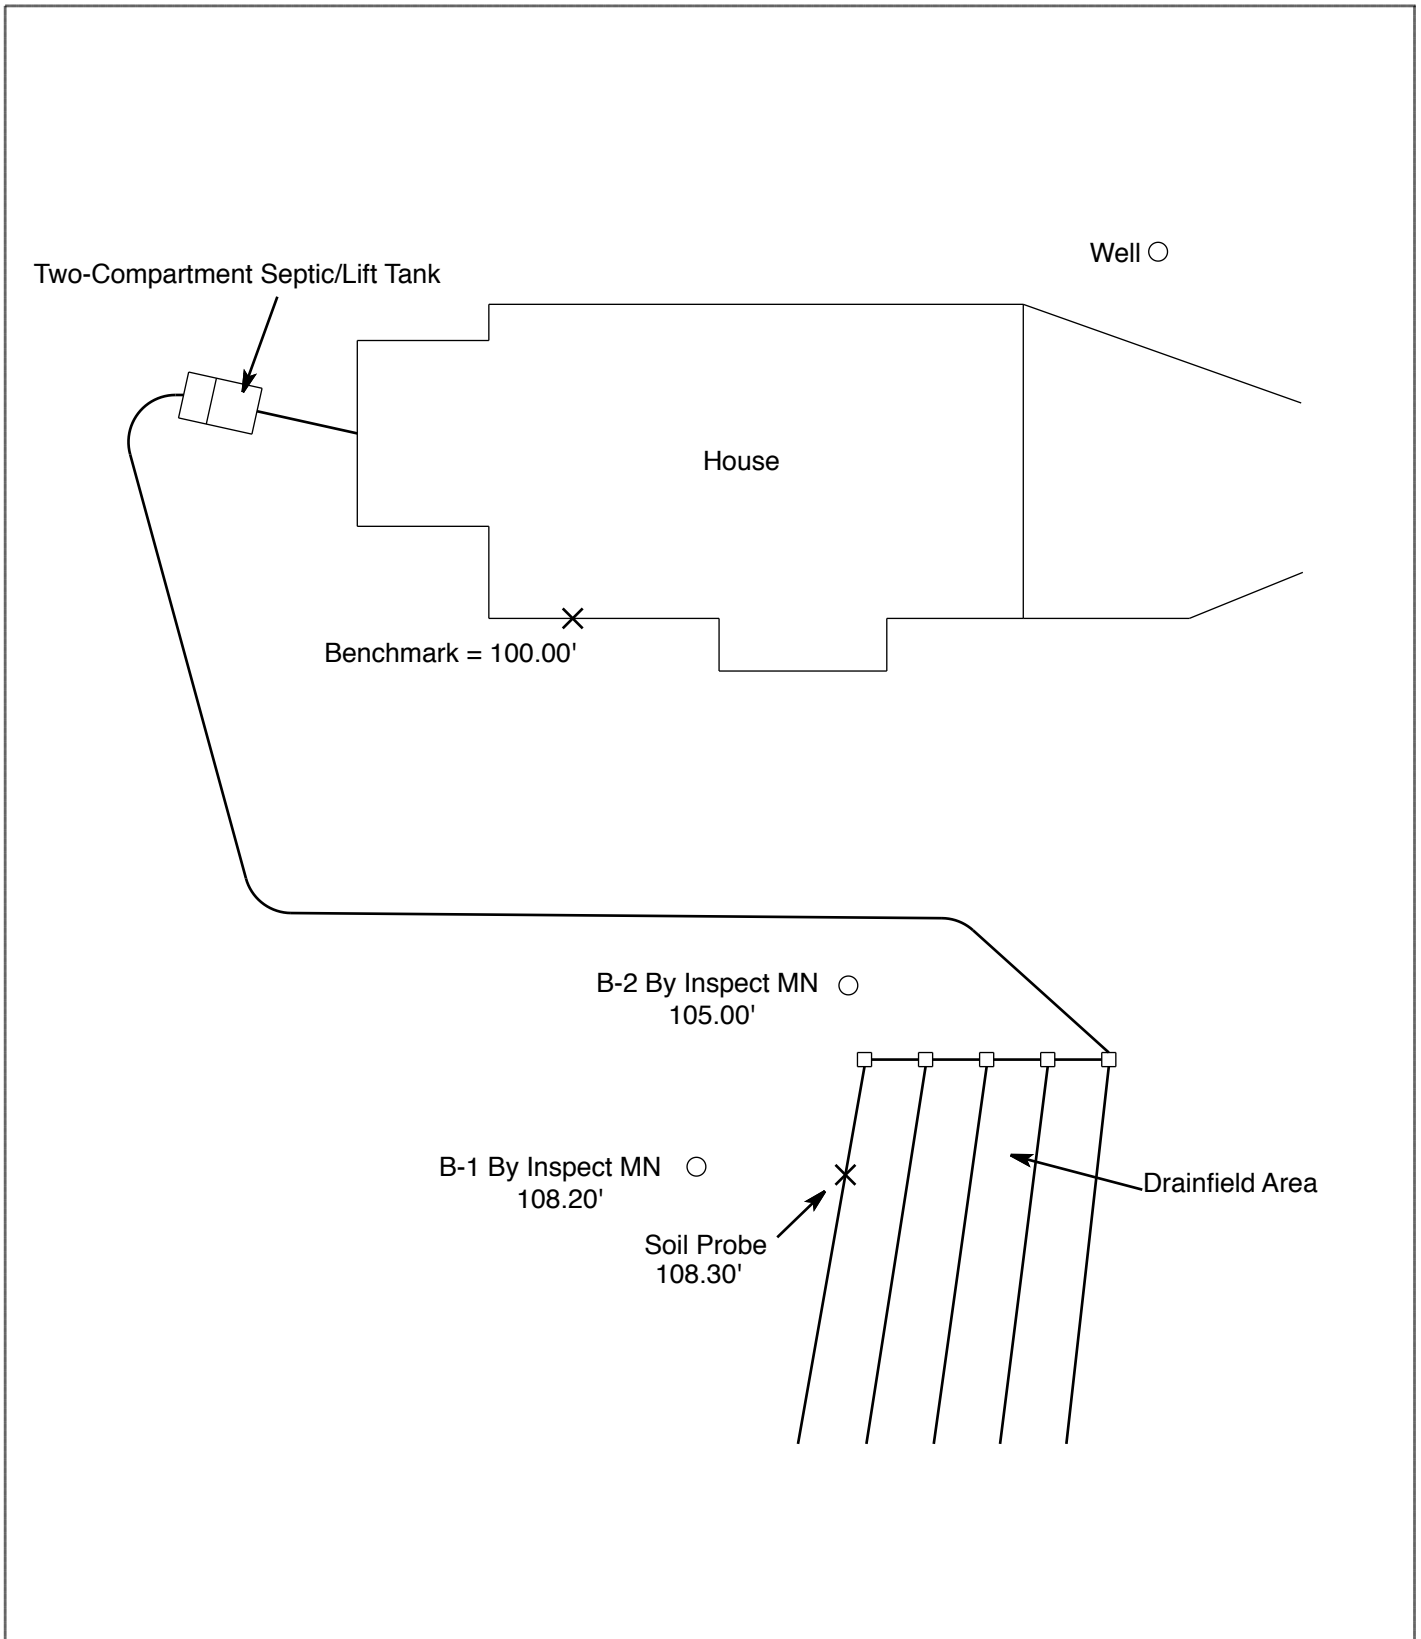 Well
Two-Compartment Septic/Lift Tank
House
Benchmark = 100.00'
B-2 By Inspect MN
105.00'
B-1 By Inspect MN
108.20'
Drainfield Area
Soil Probe
108.30'